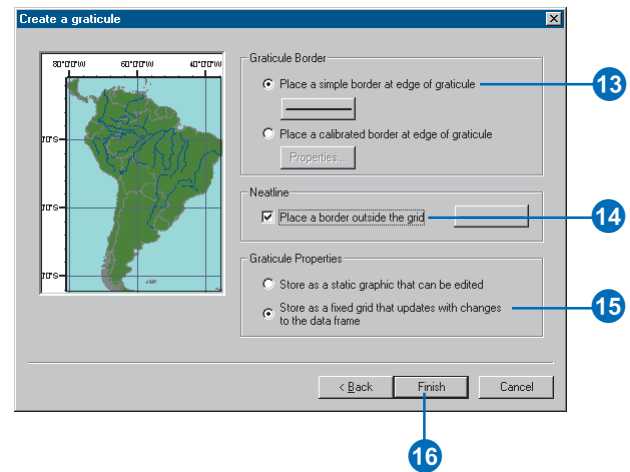 Create a graticule
80°0'0"W 60°0'0"W 40°0'0"W
Graticule Border
Place a simple border at edge of graticule
13
Place a calibrated border at edge of graticule
Properties...
Neatline
Place a border outside the grid
14
Graticule Properties
Store as a static graphic that can be edited
Store as a fixed grid that updates with changes
to the data frame
15
< Back Finish Cancel
16